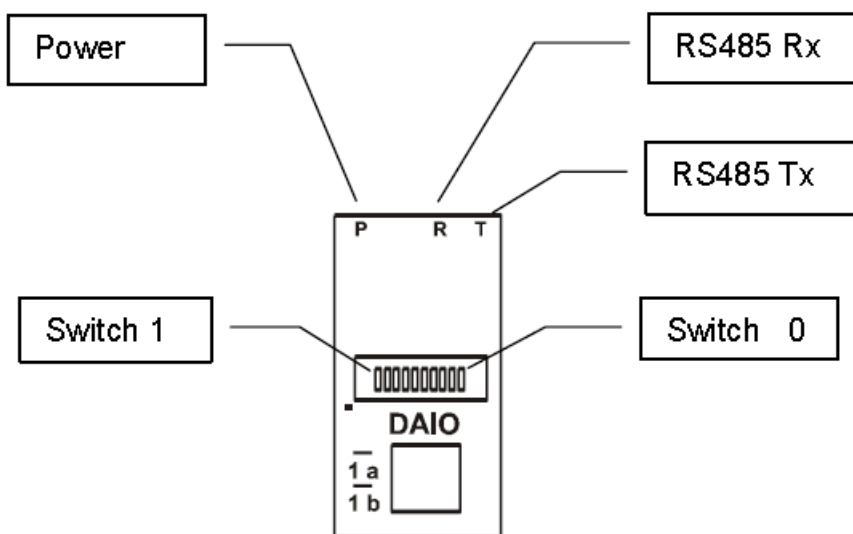 Power
RS485 Rx
RS485 Tx
P R T
Switch 1
Switch 0
DAIO
1 a
1 b